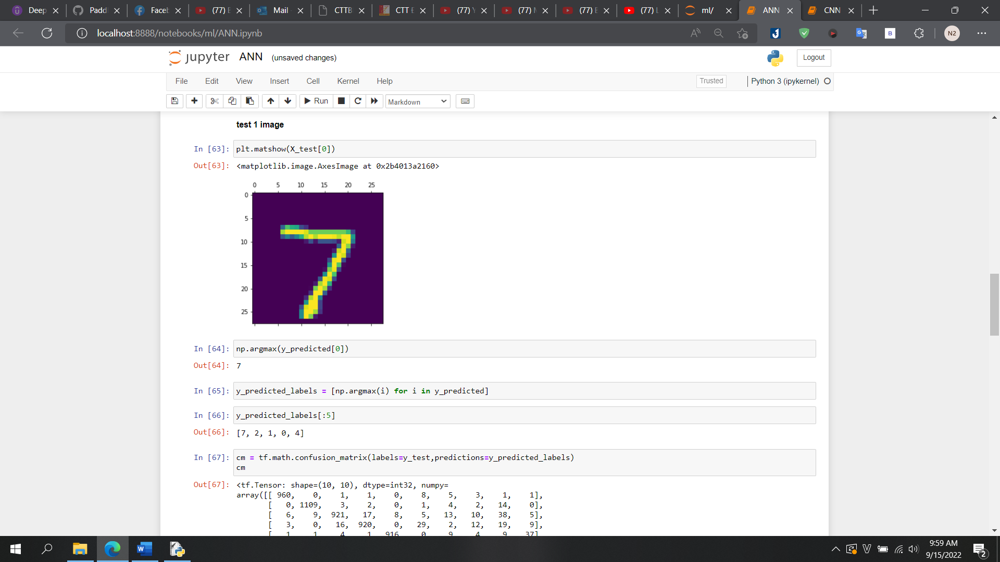 Deep
Padd
Faceb
(77) E
Mail -
CTTB
CTT E
(77) Y
(77) M
(77) E
(77) L
ml/
ANN
CNN
localhost:8888/notebooks/ml/ANN.ipynb
N2
jupyter ANN (unsaved changes)
Logout
File Edit View Insert Cell Kernel Help
Trusted
Python 3 (ipykernel)
Run
Markdown
test 1 image
In [63]: plt.matshow(X_test[0])
Out[63]: <matplotlib.image.AxesImage at 0x2b4013a2160>
0 5 10 15 20 25
0
5
10
15
20
25
In [64]: np.argmax(y_predicted[0])
Out[64]: 7
In [65]: y_predicted_labels = [np.argmax(i) for i in y_predicted]
In [66]: y_predicted_labels[:5]
Out[66]: [7, 2, 1, 0, 4]
In [67]: cm = tf.math.confusion_matrix(labels=y_test,predictions=y_predicted_labels)
cm
Out[67]: <tf.Tensor: shape=(10, 10), dtype=int32, numpy=
array([[ 960, 0, 1, 1, 0, 8, 5, 3, 1, 1],
[ 0, 1109, 3, 2, 0, 1, 4, 2, 14, 0],
[ 6, 9, 921, 17, 8, 5, 13, 10, 38, 5],
[ 3, 0, 16, 920, 0, 29, 2, 12, 19, 9],
[ 1, 1, 4, 1, 916, 0, 9, 4, 9, 37],
9:59 AM
9/15/2022
2